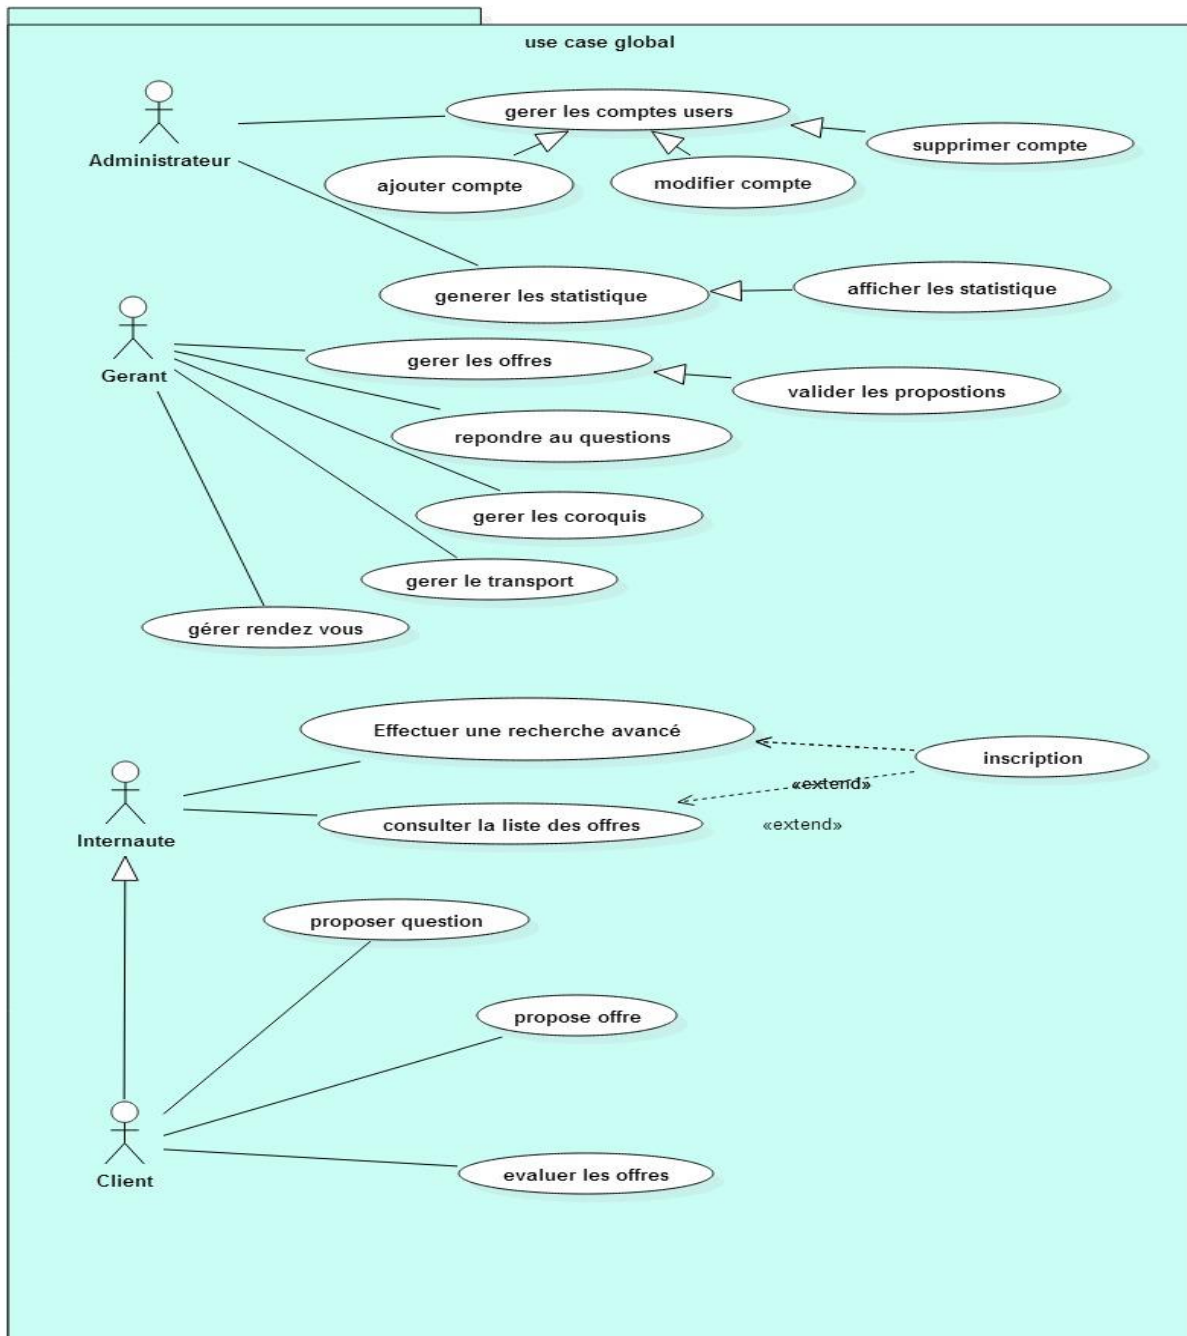 use case global
gerer les comptes users
Administrateur
supprimer compte
ajouter compte
modifier compte
generer les statistique
afficher les statistique
Gerant
gerer les offres
valider les propostions
repondre au questions
gerer les coroquis
gerer le transport
gérer rendez vous
Effectuer une recherche avancé
inscription
«extend»
Internaute
consulter la liste des offres
«extend»
proposer question
propose offre
Client
evaluer les offres